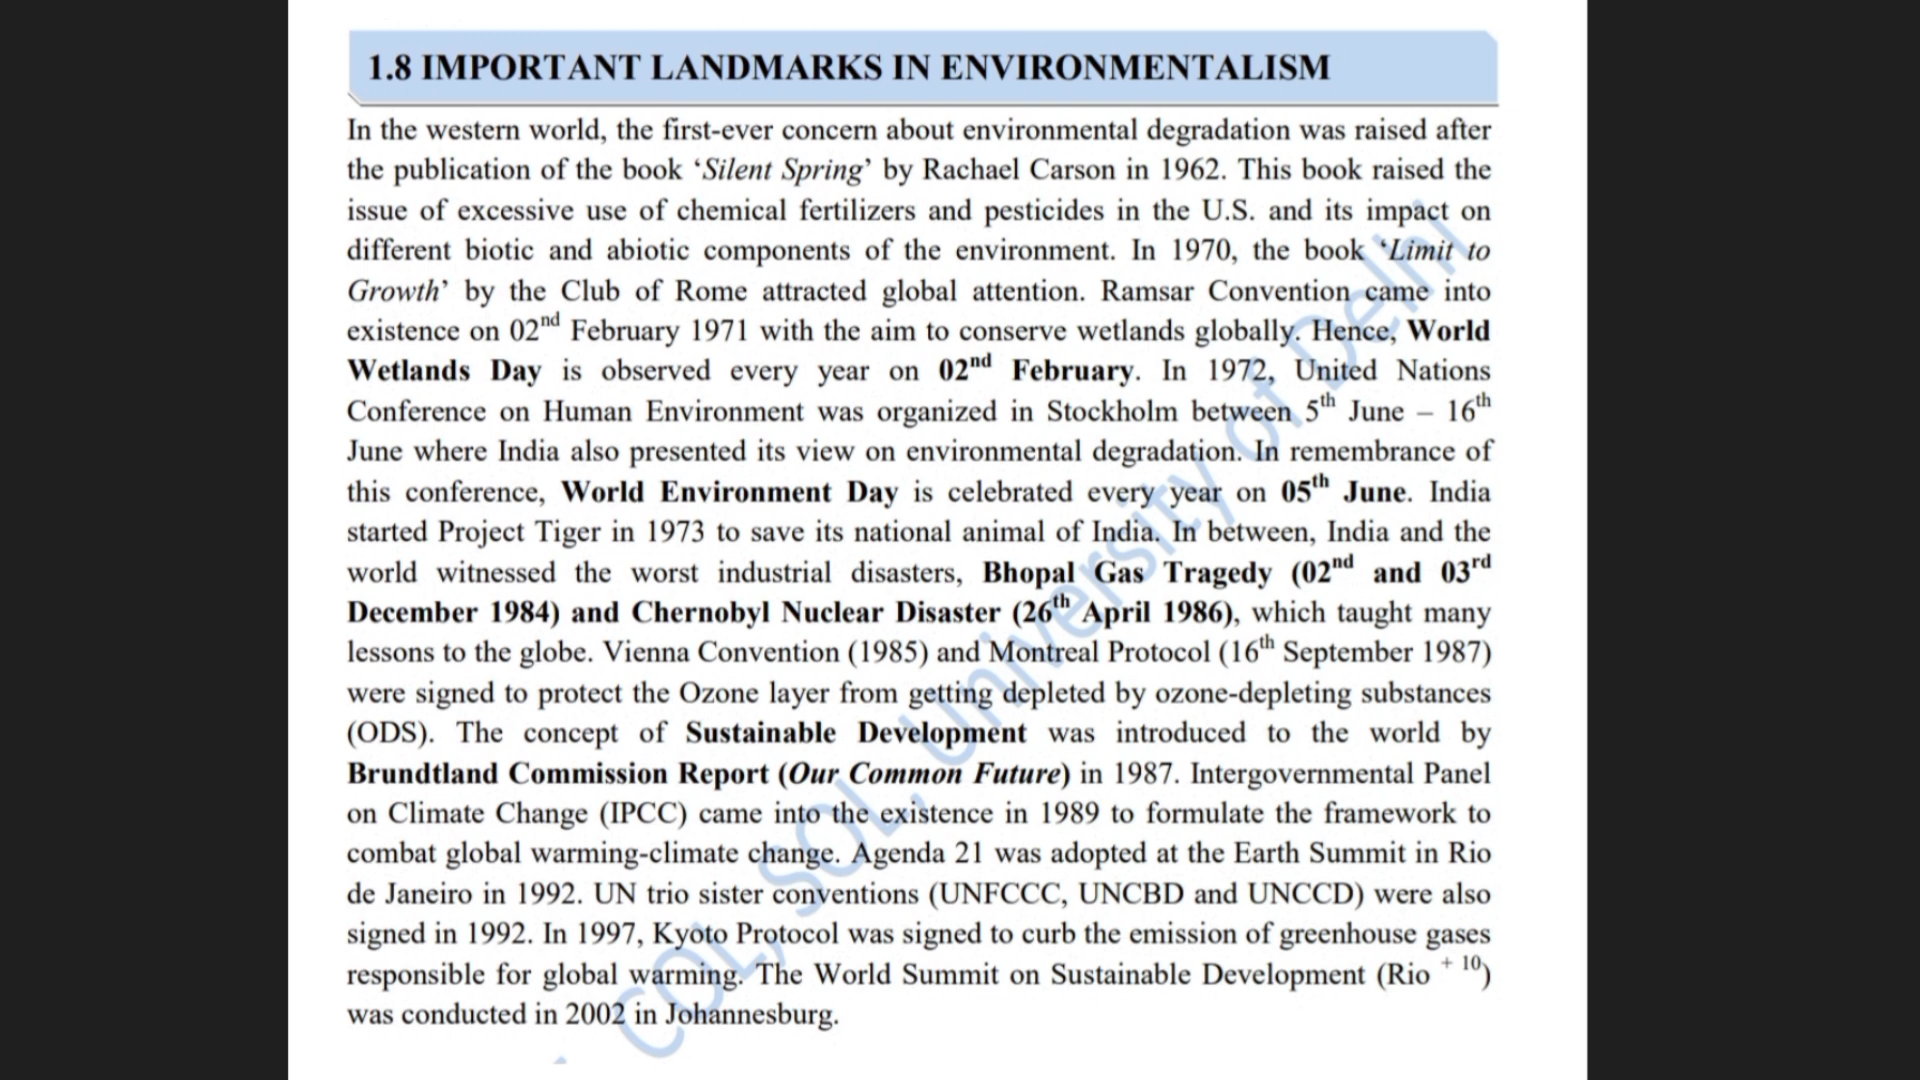 1.8 IMPORTANT LANDMARKS IN ENVIRONMENTALISM
In the western world, the first-ever concern about environmental degradation was raised after
the publication of the book ‘Silent Spring’ by Rachael Carson in 1962. This book raised the
issue of excessive use of chemical fertilizers and pesticides in the U.S. and its impact on
different biotic and abiotic components of the environment. In 1970, the book ‘Limit to
Growth’ by the Club of Rome attracted global attention. Ramsar Convention came into
existence on 02nd February 1971 with the aim to conserve wetlands globally. Hence, World
Wetlands Day is observed every year on 02nd February. In 1972, United Nations
Conference on Human Environment was organized in Stockholm between 5th June – 16th
June where India also presented its view on environmental degradation. In remembrance of
this conference, World Environment Day is celebrated every year on 05th June. India
started Project Tiger in 1973 to save its national animal of India. In between, India and the
world witnessed the worst industrial disasters, Bhopal Gas Tragedy (02nd and 03rd
December 1984) and Chernobyl Nuclear Disaster (26th April 1986), which taught many
lessons to the globe. Vienna Convention (1985) and Montreal Protocol (16th September 1987)
were signed to protect the Ozone layer from getting depleted by ozone-depleting substances
(ODS). The concept of Sustainable Development was introduced to the world by
Brundtland Commission Report (Our Common Future) in 1987. Intergovernmental Panel
on Climate Change (IPCC) came into the existence in 1989 to formulate the framework to
combat global warming-climate change. Agenda 21 was adopted at the Earth Summit in Rio
de Janeiro in 1992. UN trio sister conventions (UNFCCC, UNCBD and UNCCD) were also
signed in 1992. In 1997, Kyoto Protocol was signed to curb the emission of greenhouse gases
responsible for global warming. The World Summit on Sustainable Development (Rio + 10)
was conducted in 2002 in Johannesburg.
COL, SOL, University of Delhi